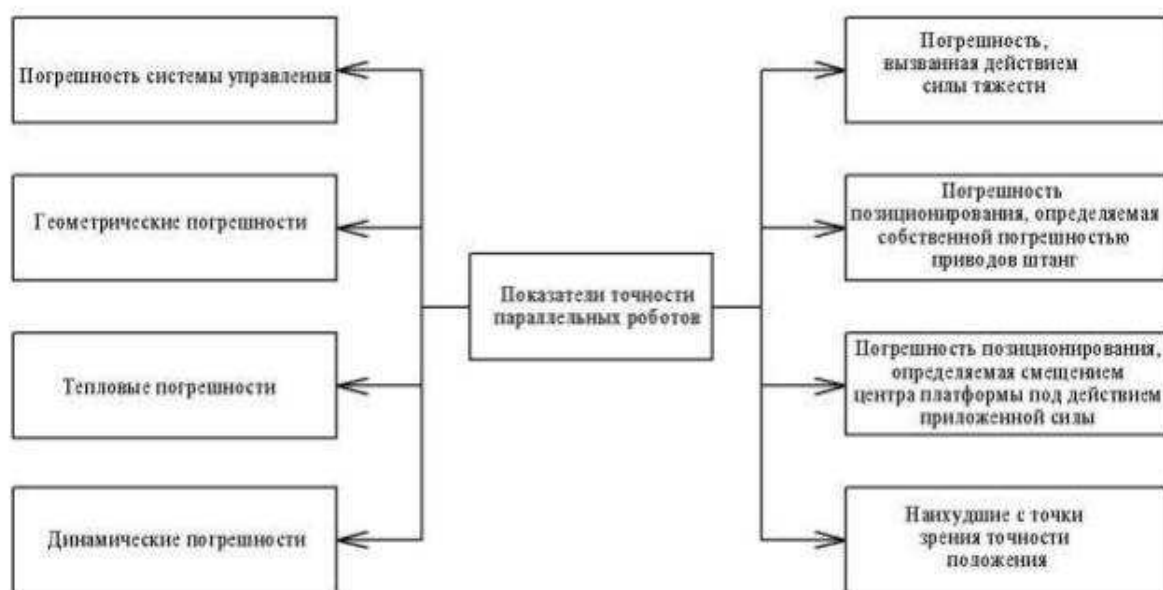 Погрешность системы управления
Геометрические погрешности
Тепловые погрешности
Динамические погрешности
Показатели точности
параллельных роботов
Погрешность,
вызванная действием
силы тяжести
Погрешность
позиционирования, определяемая
собственной погрешностью
приводов штанг
Погрешность позиционирования,
определяемая смещением
центра платформы под действием
приложенной силы
Наихудшие с точки
зрения точности
положения